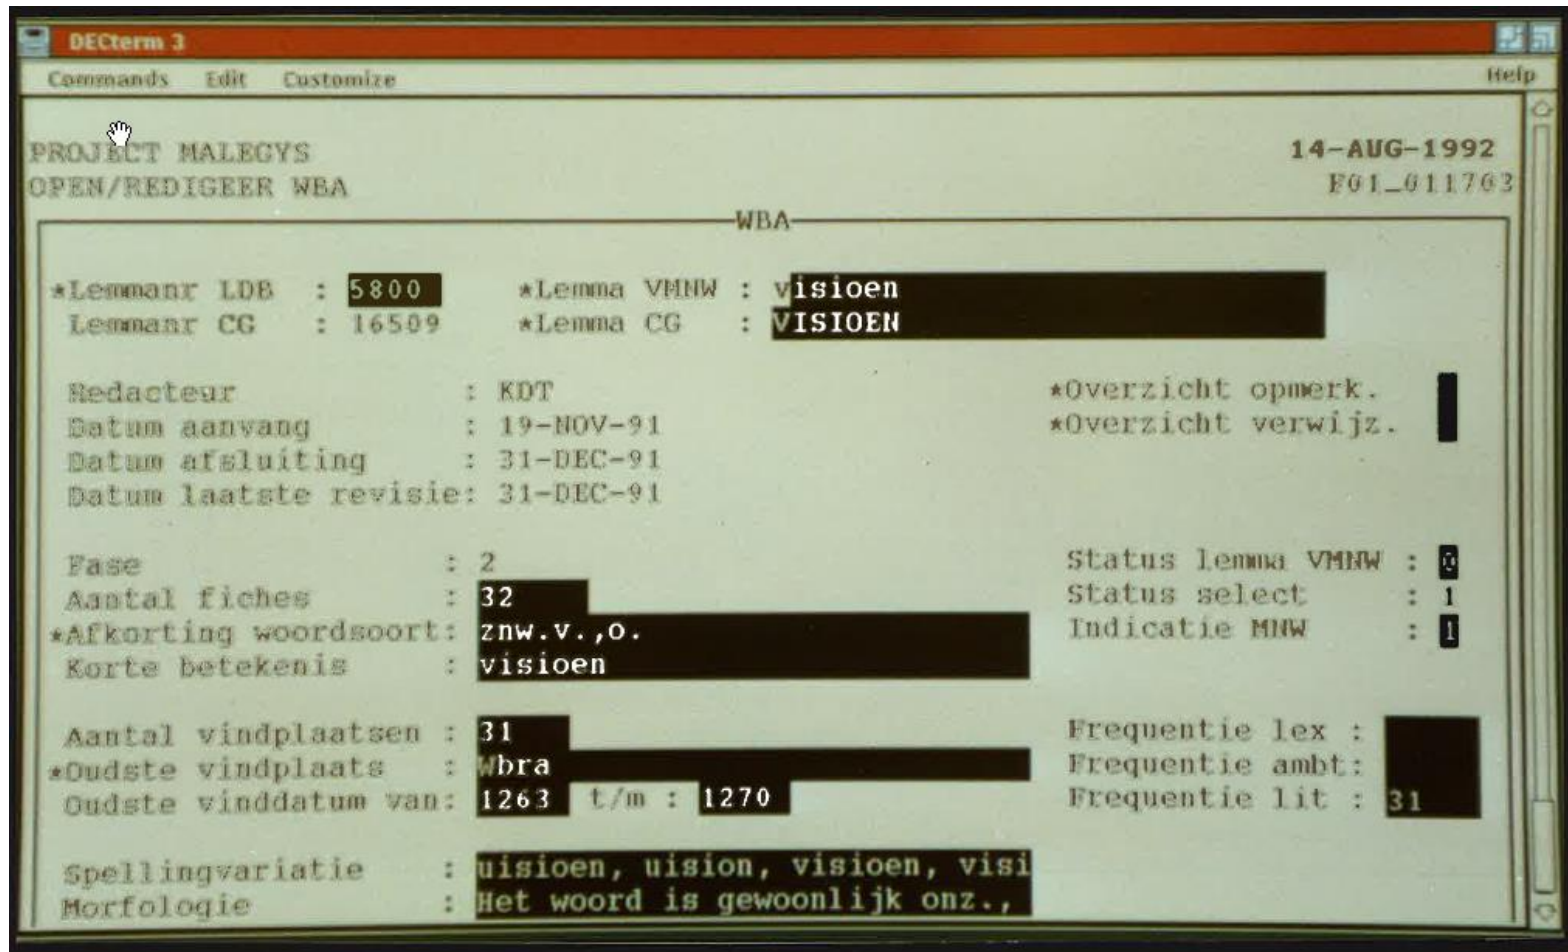 DECterm 3
Commands Edit Customize Help
PROJECT MALEGYS 14-AUG-1992
OPEN/REDIGEER WBA F01_011703
WBA
*Lemmanr LDB : 5800 *Lemma VMNW : visioen
Lemmanr CG : 16509 *Lemma CG : VISIOEN
Redacteur : KDT *Overzicht opmerk.
Datum aanvang : 19-NOV-91 *Overzicht verwijz.
Datum afsluiting : 31-DEC-91
Datum laatste revisie: 31-DEC-91
Fase : 2 Status lemma VMNW : 0
Aantal fiches : 32 Status select : 1
*Afkorting woordsoort: znw.v.,o. Indicatie MNW : 1
Korte betekenis : visioen
Aantal vindplaatsen : 31 Frequentie lex :
*Oudste vindplaats : Wbra Frequentie ambt:
Oudste vinddatum van: 1263 t/m : 1270 Frequentie lit : 31
Spellingvariatie : uisioen, uision, visioen, visi
Morfologie : Het woord is gewoonlijk onz.,